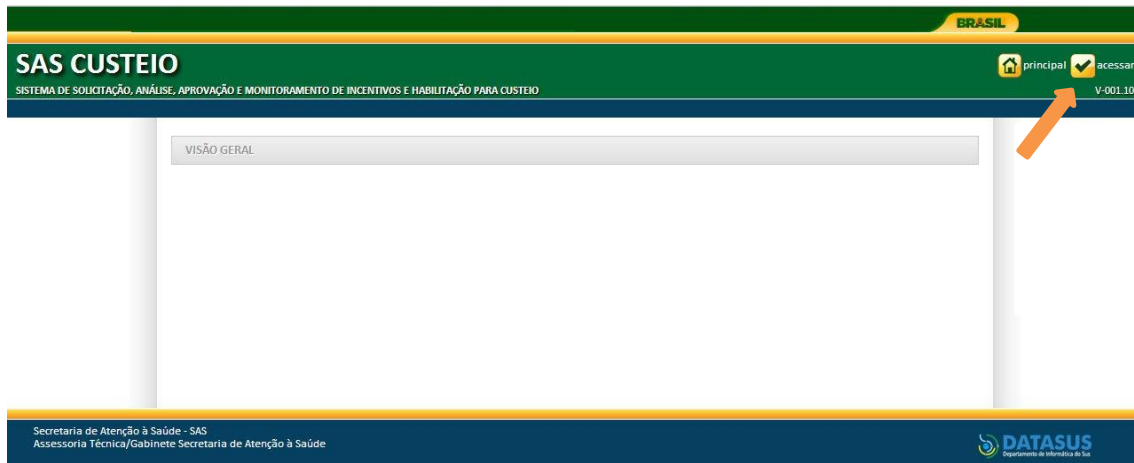 BRASIL
SAS CUSTEIO
principal acessar
SISTEMA DE SOLICITAÇÃO, ANÁLISE, APROVAÇÃO E MONITORAMENTO DE INCENTIVOS E HABILITAÇÃO PARA CUSTEIO
V-001.10
VISÃO GERAL
Secretaria de Atenção à Saúde - SAS
Assessoria Técnica/Gabinete Secretaria de Atenção à Saúde
DATASUS
Departamento de Informática do Sus